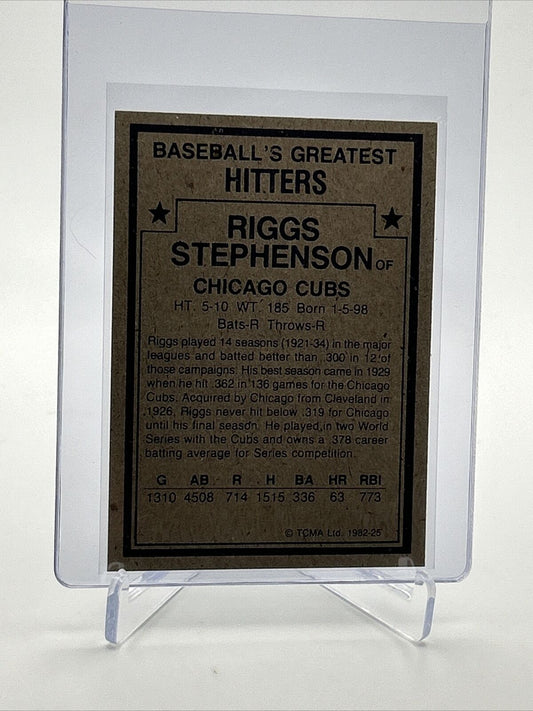 BASEBALL'S GREATEST
HITTERS
RIGGS
STEPHENSON OF
CHICAGO CUBS
HT. 5-10 WT. 185 Born 1-5-98
Bats-R Throws-R
Riggs played 14 seasons (1921-34) in the major
leagues and batted better than .300 in 12 of
those campaigns. His best season came in 1929
when he hit .362 in 136 games for the Chicago
Cubs. Acquired by Chicago from Cleveland in
1926, Riggs never hit below .319 for Chicago
until his final season. He played in two World
Series with the Cubs and owns a .378 career
batting average for Series competition.
G AB R H BA HR RBI
1310 4508 714 1515 .336 63 773
© TCMA Ltd. 1982-25